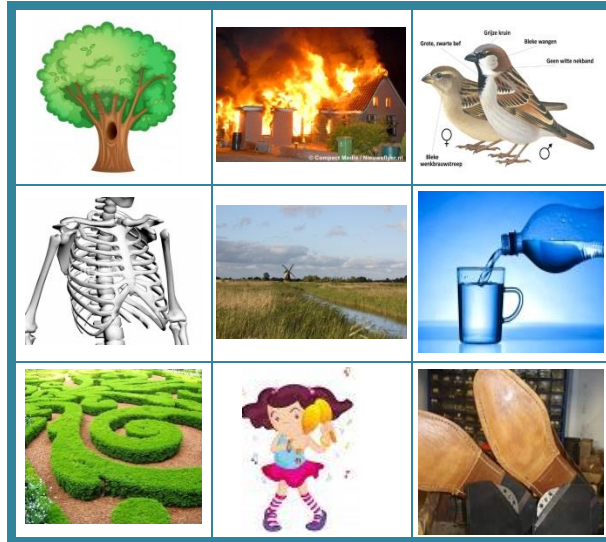 © Compact Media / Nieuwsfoto.nl
Grijze kruin
Grote, zwarte bef
Bleke wangen
Geen witte nekband
♀
♂
Bleke
wenkbrauwstreep